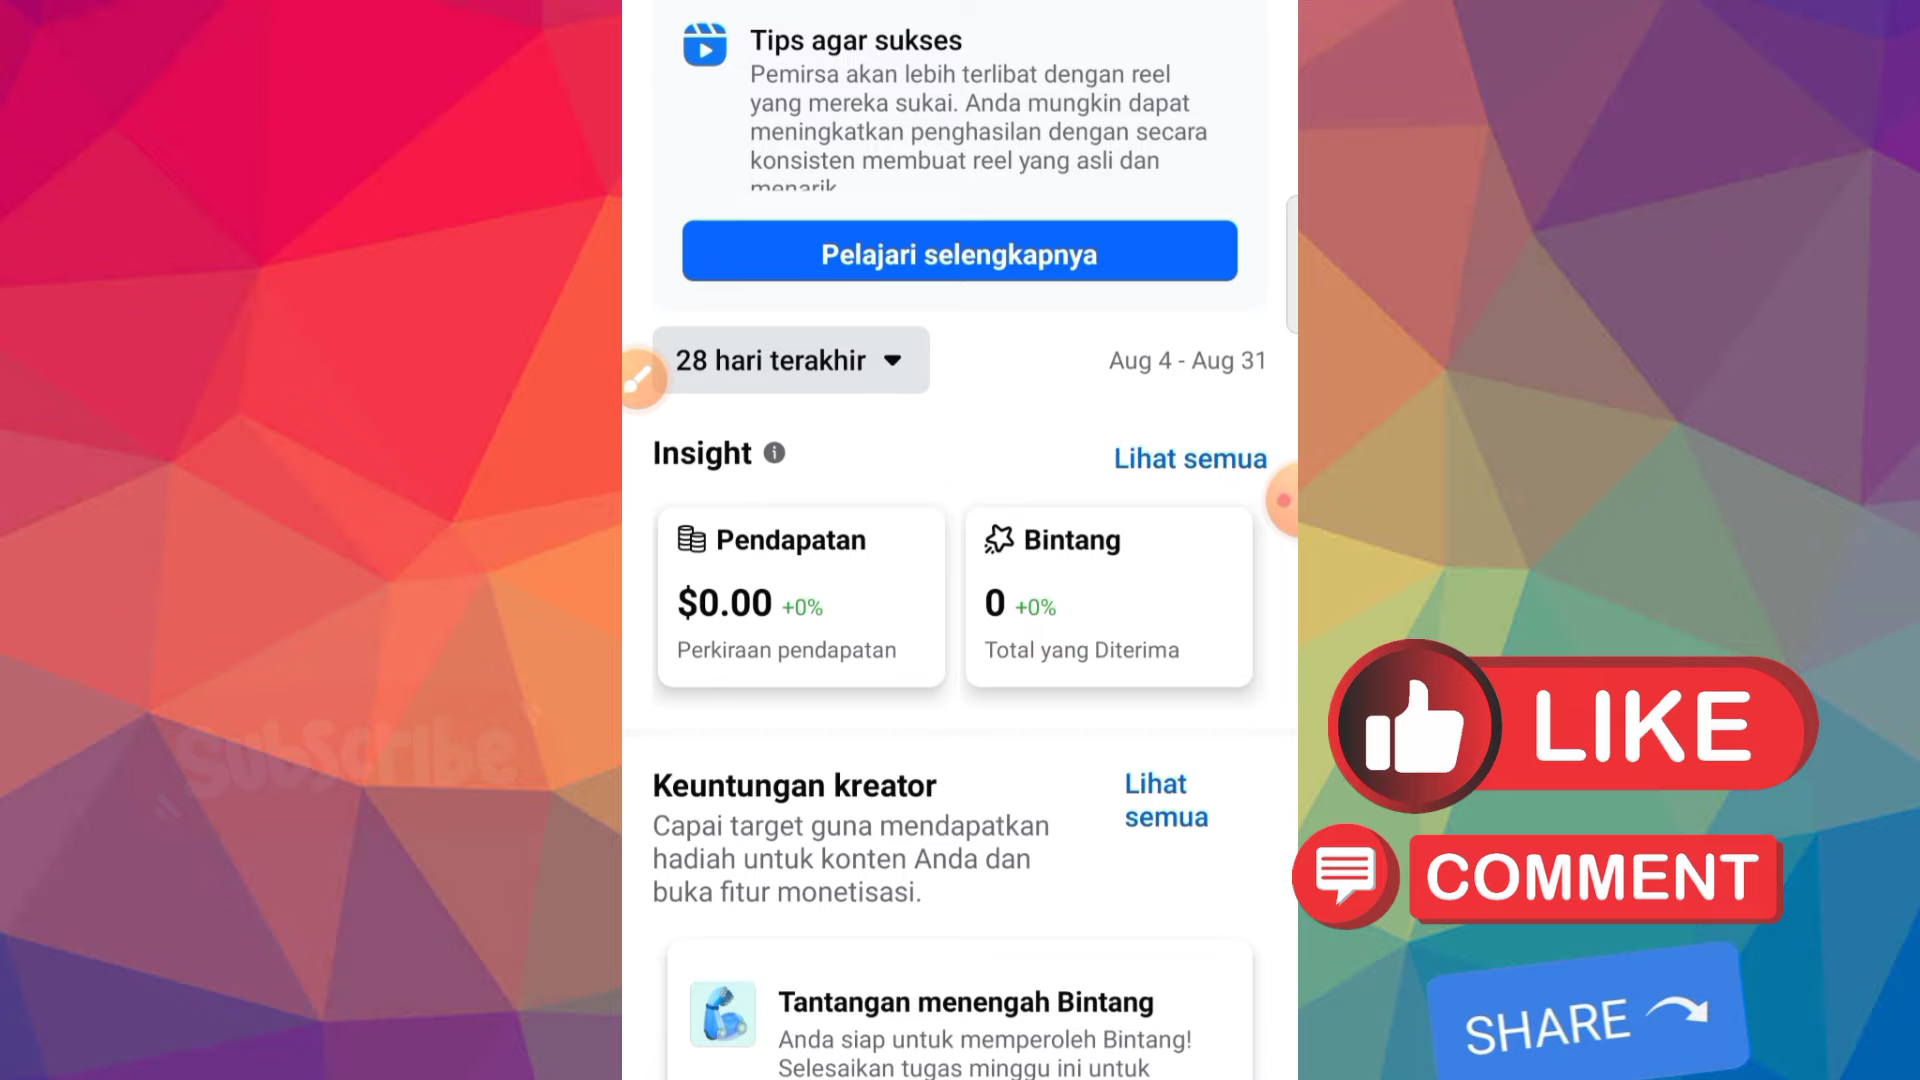 Tips agar sukses
Pemirsa akan lebih terlibat dengan reel
yang mereka sukai. Anda mungkin dapat
meningkatkan penghasilan dengan secara
konsisten membuat reel yang asli dan
menarik
Pelajari selengkapnya
28 hari terakhir
Aug 4 - Aug 31
Insight
Lihat semua
Pendapatan
$0.00 +0%
Perkiraan pendapatan
Bintang
0 +0%
Total yang Diterima
Keuntungan kreator
Lihat
semua
Capai target guna mendapatkan
hadiah untuk konten Anda dan
buka fitur monetisasi.
Tantangan menengah Bintang
Anda siap untuk memperoleh Bintang!
Selesaikan tugas minggu ini untuk
SubScribe
LIKE
COMMENT
SHARE